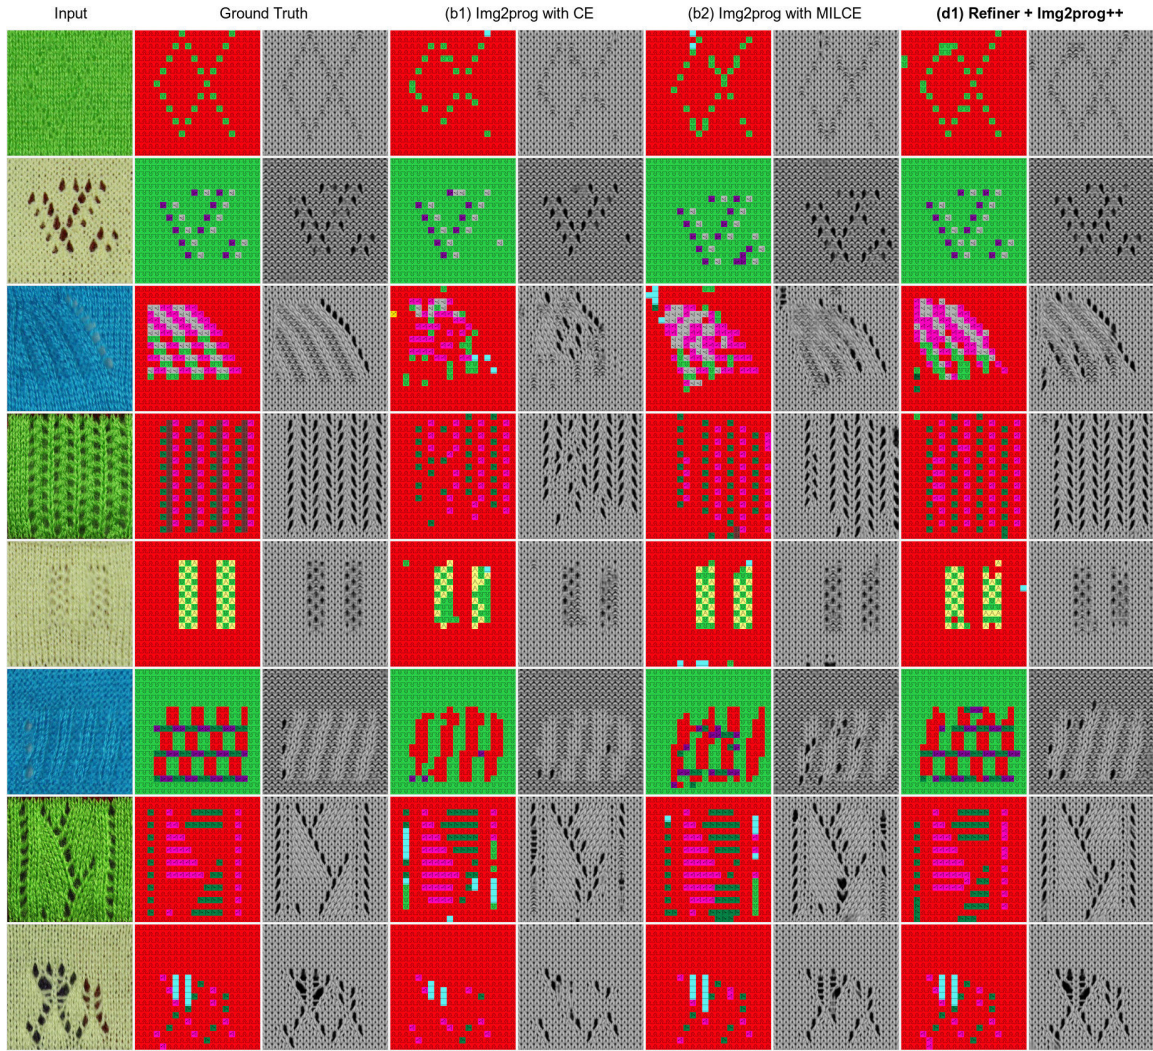 Input Ground Truth (b1) Img2prog with CE (b2) Img2prog with MILCE (d1) Refiner + Img2prog++